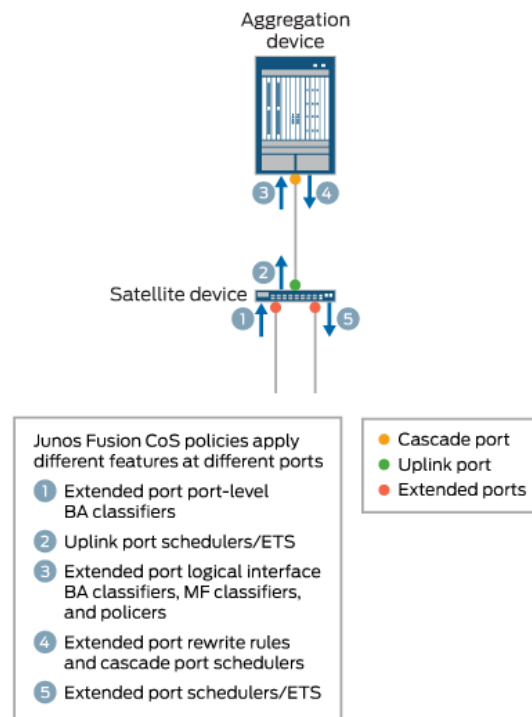 Aggregation
device
3
4
2
Satellite device
1
5
Junos Fusion CoS policies apply
different features at different ports
1 Extended port port-level
BA classifiers
2 Uplink port schedulers/ETS
3 Extended port logical interface
BA classifiers, MF classifiers,
and policers
4 Extended port rewrite rules
and cascade port schedulers
5 Extended port schedulers/ETS
Cascade port
Uplink port
Extended ports